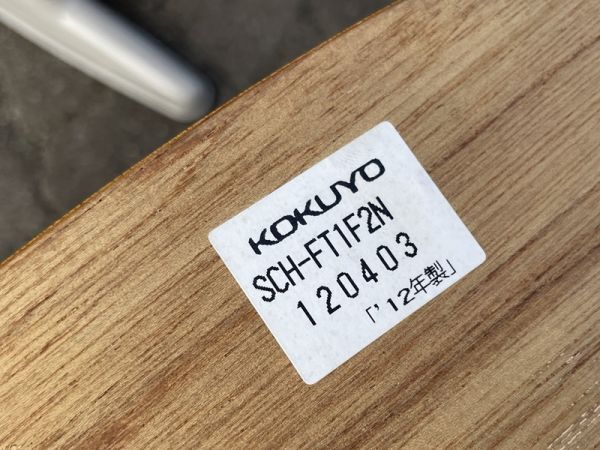 KOKUYO
SCH-FT1F2N
120403
「'12年製」